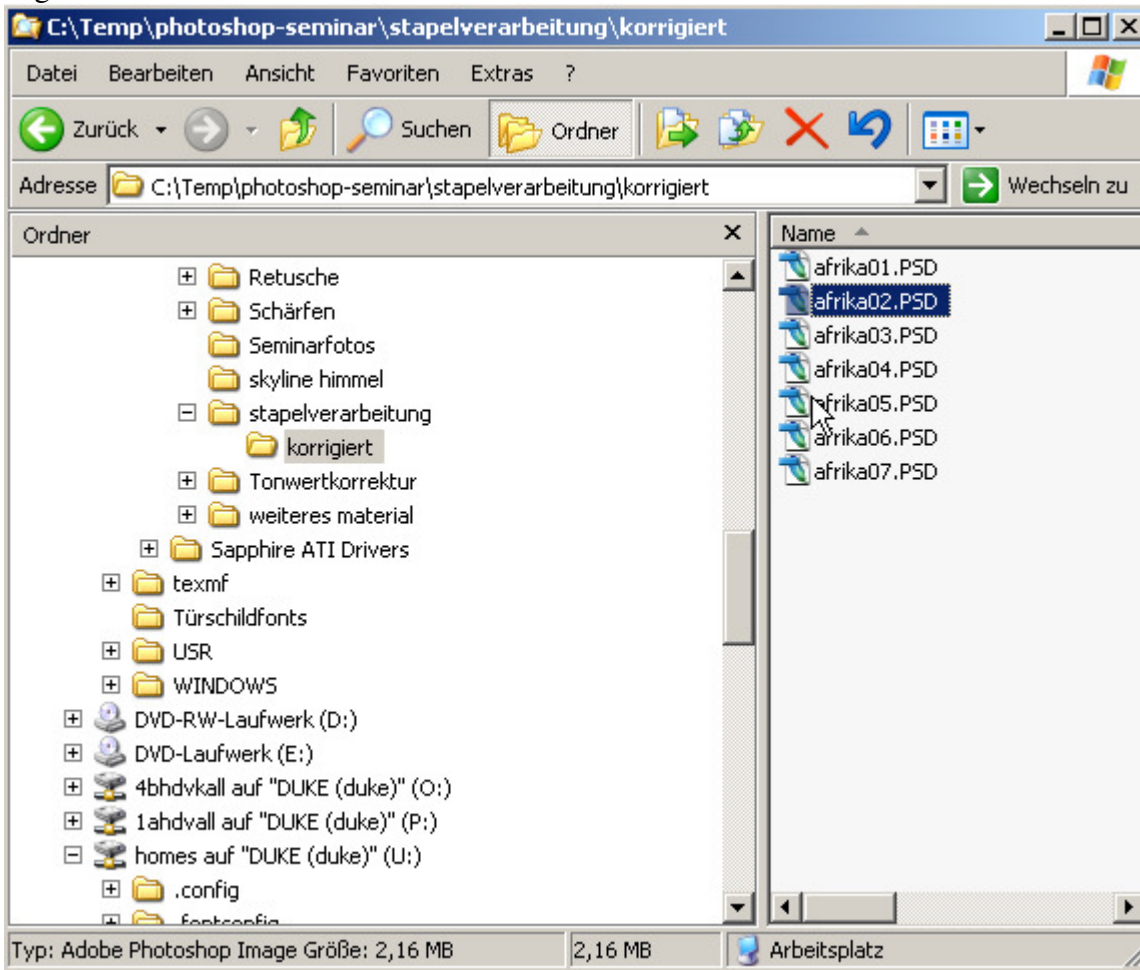 C:\Temp\photoshop-seminar\stapelverarbeitung\korrigiert
Datei Bearbeiten Ansicht Favoriten Extras ?
Zurück Suchen Ordner
Adresse C:\Temp\photoshop-seminar\stapelverarbeitung\korrigiert Wechseln zu
Ordner
Retusche
Schärfen
Seminarfotos
skyline himmel
stapelverarbeitung
korrigiert
Tonwertkorrektur
weiteres material
Sapphire ATI Drivers
texmf
Türschildfonts
USR
WINDOWS
DVD-RW-Laufwerk (D:)
DVD-Laufwerk (E:)
4bhdvkall auf "DUKE (duke)" (O:)
1ahdvall auf "DUKE (duke)" (P:)
homes auf "DUKE (duke)" (U:)
.config
.fontconfig
Name
afrika01.PSD
afrika02.PSD
afrika03.PSD
afrika04.PSD
afrika05.PSD
afrika06.PSD
afrika07.PSD
Typ: Adobe Photoshop Image Größe: 2,16 MB 2,16 MB Arbeitsplatz